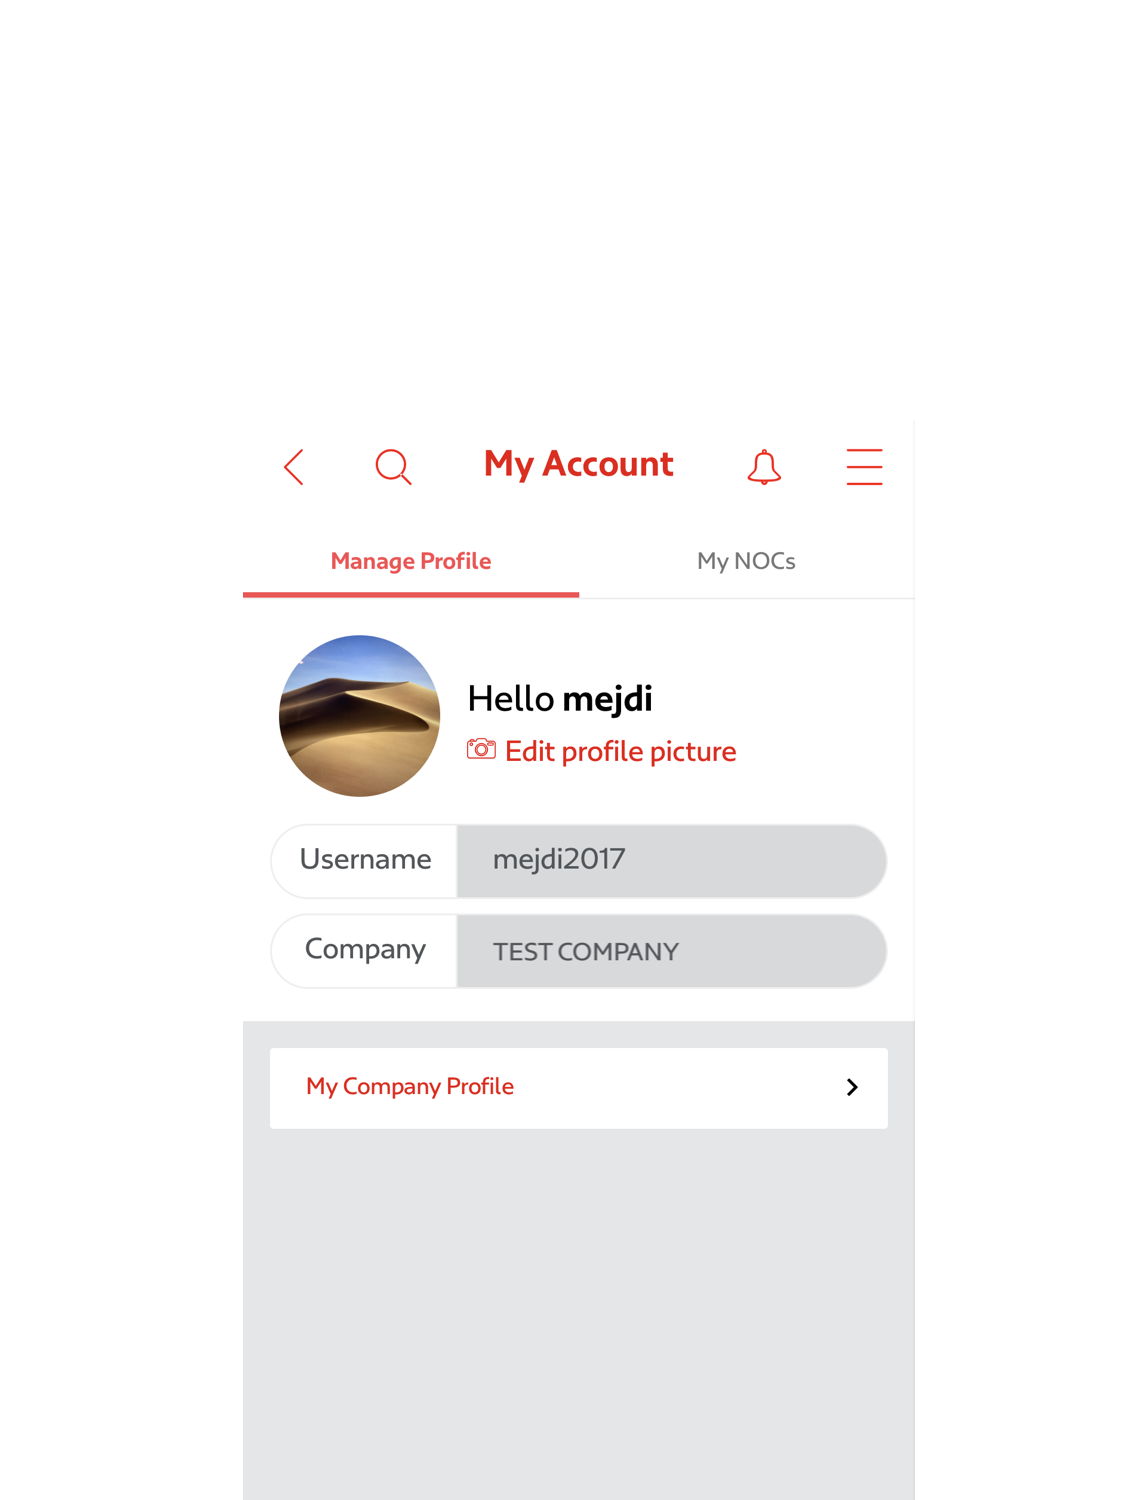 My Account
Manage Profile
My NOCs
Hello mejdi
Edit profile picture
Username
mejdi2017
Company
TEST COMPANY
My Company Profile